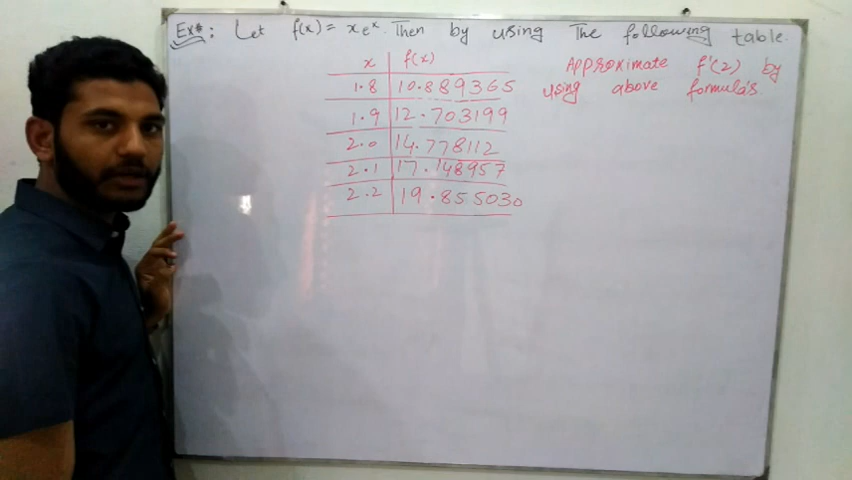 Ex*: Let f(x) = xeˣ. Then by using The following table.
x f(x)
1.8 10.889365
1.9 12.703199
2.0 14.778112
2.1 17.148957
2.2 19.855030
Approximate f'(2) by
using above formula's.